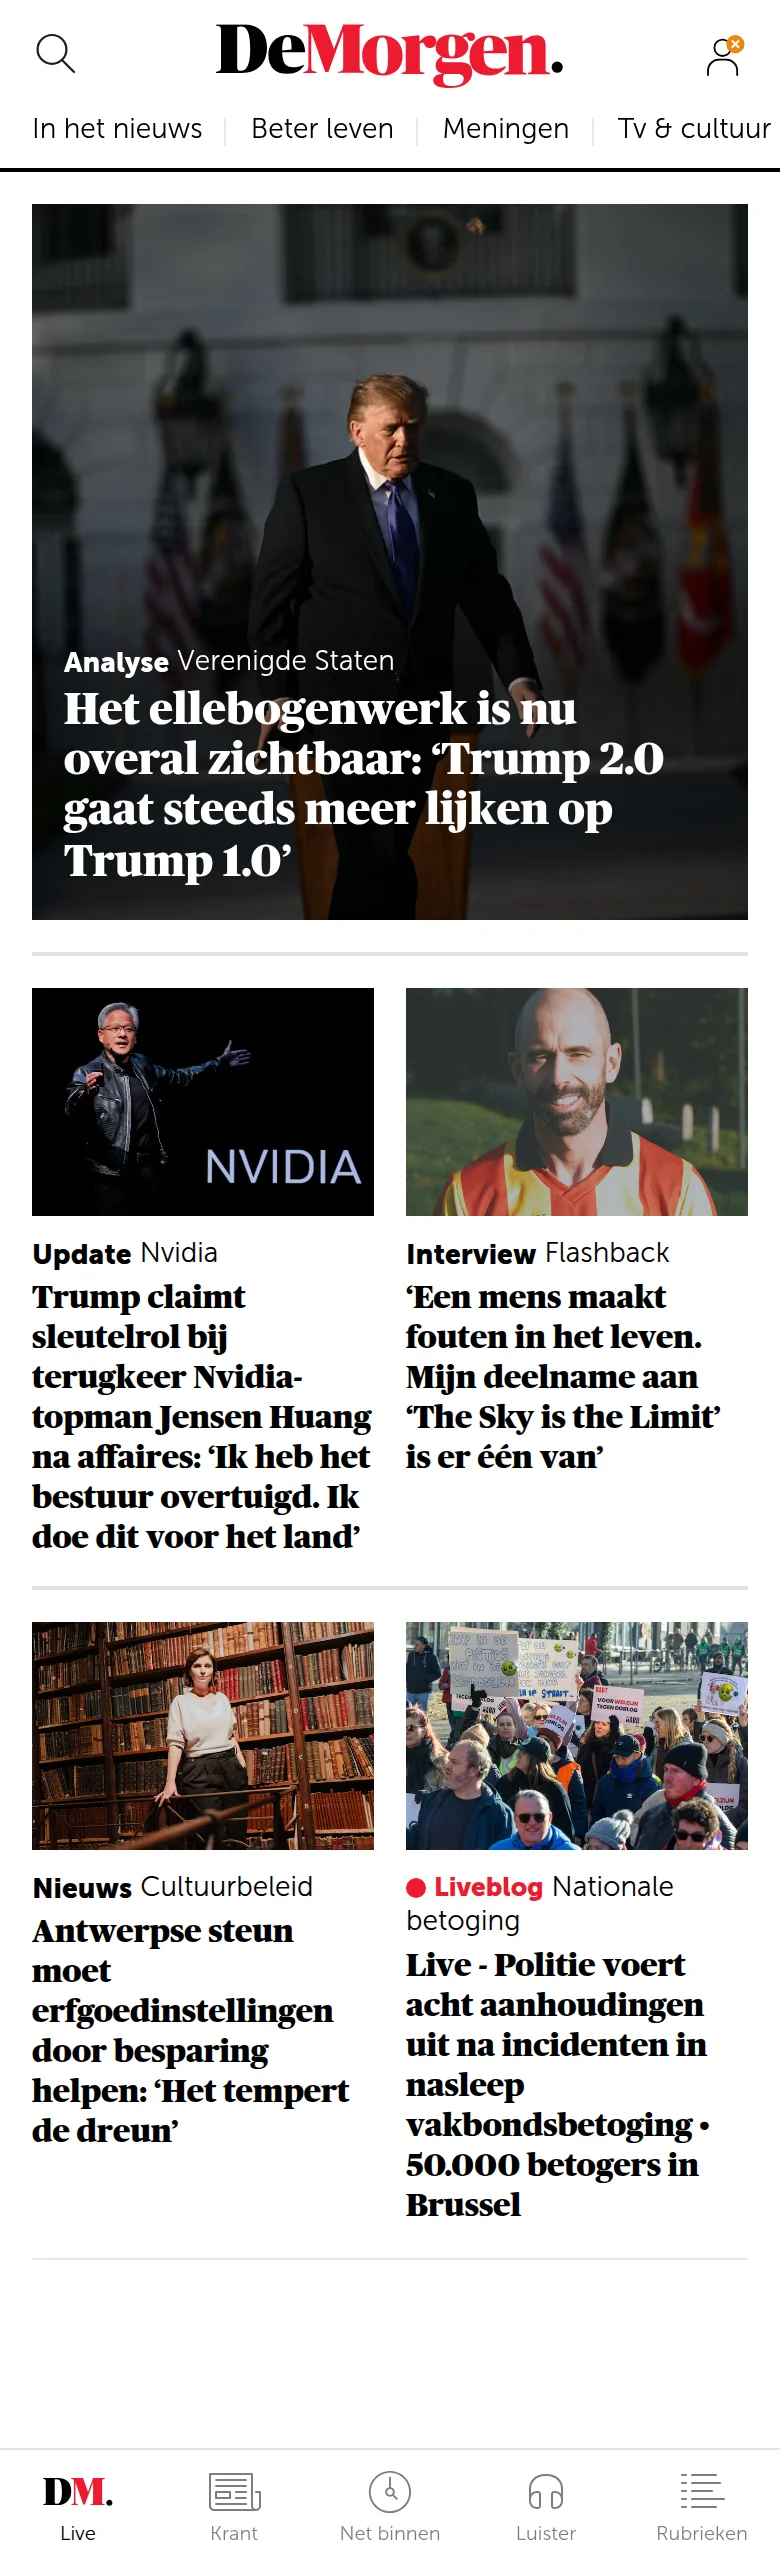 DeMorgen.
In het nieuws
Beter leven
Meningen
Tv & cultuur
Analyse Verenigde Staten
Het ellebogenwerk is nu
overal zichtbaar: ‘Trump 2.0
gaat steeds meer lijken op
Trump 1.0’
NVIDIA
Update Nvidia
Trump claimt
sleutelrol bij
terugkeer Nvidia-
topman Jensen Huang
na affaires: ‘Ik heb het
bestuur overtuigd. Ik
doe dit voor het land’
Interview Flashback
‘Een mens maakt
fouten in het leven.
Mijn deelname aan
‘The Sky is the Limit’
is er één van’
Nieuws Cultuurbeleid
Antwerpse steun
moet
erfgoedinstellingen
door besparing
helpen: ‘Het tempert
de dreun’
VOOR WELZIJN
TEGEN OORLOG
Liveblog Nationale
betoging
Live - Politie voert
acht aanhoudingen
uit na incidenten in
nasleep
vakbondsbetoging •
50.000 betogers in
Brussel
DM.
Live
Krant
Net binnen
Luister
Rubrieken